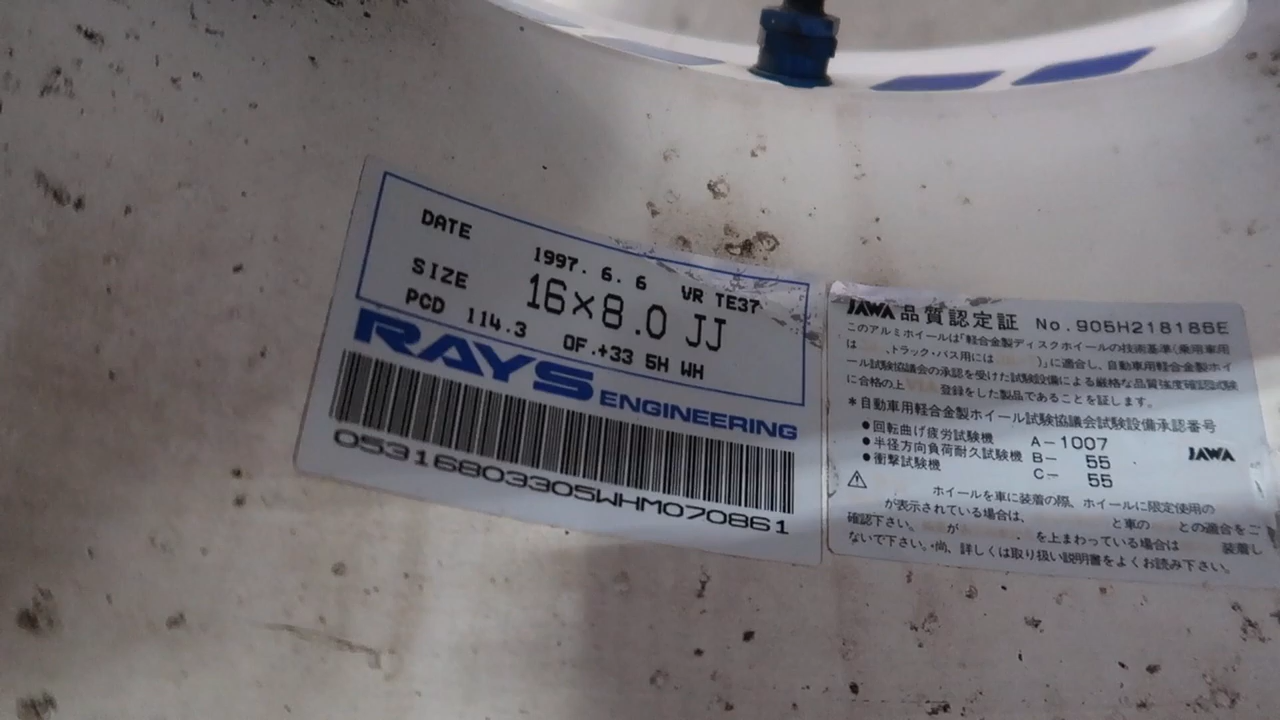 DATE 1997. 6. 6 VR TE37
SIZE 16×8.0 JJ
PCD 114.3 OF.+33 5H WH
RAYS ENGINEERING
05316803305WHM070861
JAWA 品質認定証 No.905H218185E
このアルミホイールは「軽合金製ディスクホイールの技術基準(乗用車用
は ,トラック・バス用には )」に適合し、自動車用軽合金製ホイ
ール試験協議会の承認を受けた試験設備による厳格な品質強度確認試験
に合格の上 登録をした製品であることを証します。
*自動車用軽合金製ホイール試験協議会試験設備承認番号
●回転曲げ疲労試験機 A-1007
●半径方向負荷耐久試験機 B- 55
●衝撃試験機 C- 55
JAWA
⚠ ホイールを車に装着の際、ホイールに限定使用の
が表示されている場合は、 と車の との適合をご
確認下さい。 が を上まわっている場合は 装着し
ないで下さい。尚、詳しくは取り扱い説明書をよくお読み下さい。